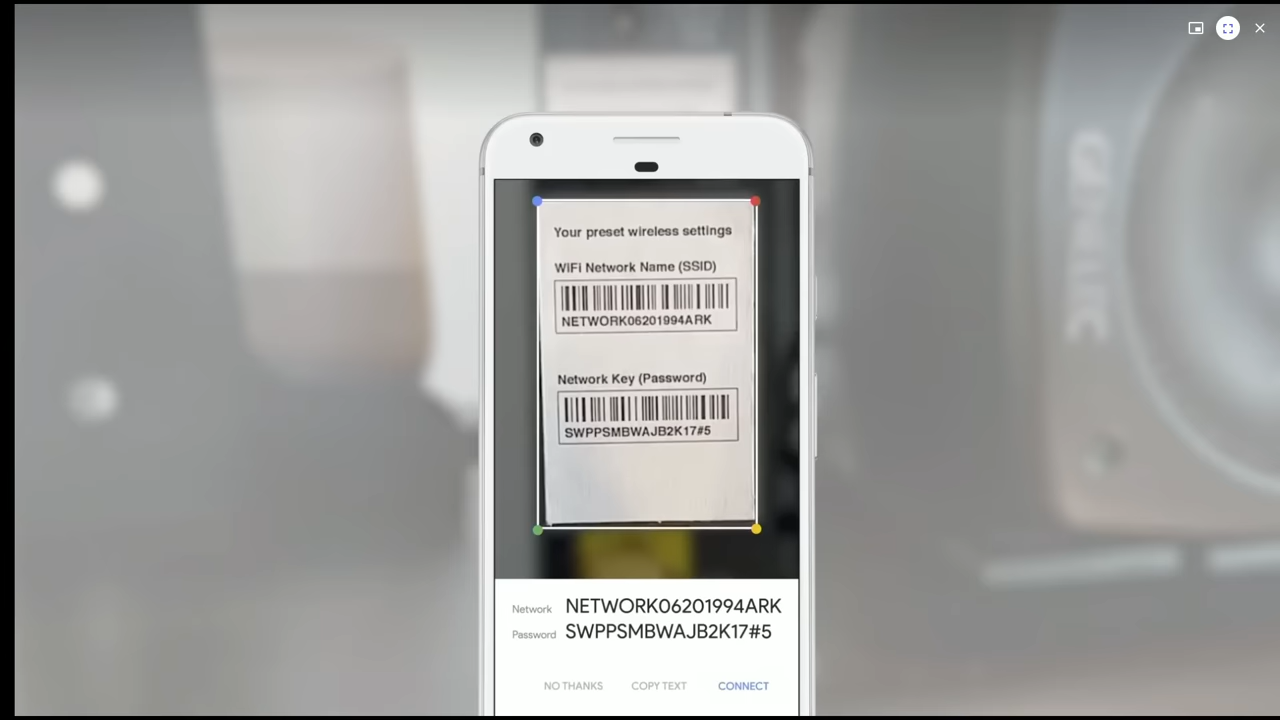 Your preset wireless settings
WiFi Network Name (SSID)
NETWORK06201994ARK
Network Key (Password)
SWPPSMBWAJB2K17#5
Network NETWORK06201994ARK
Password SWPPSMBWAJB2K17#5
NO THANKS COPY TEXT CONNECT